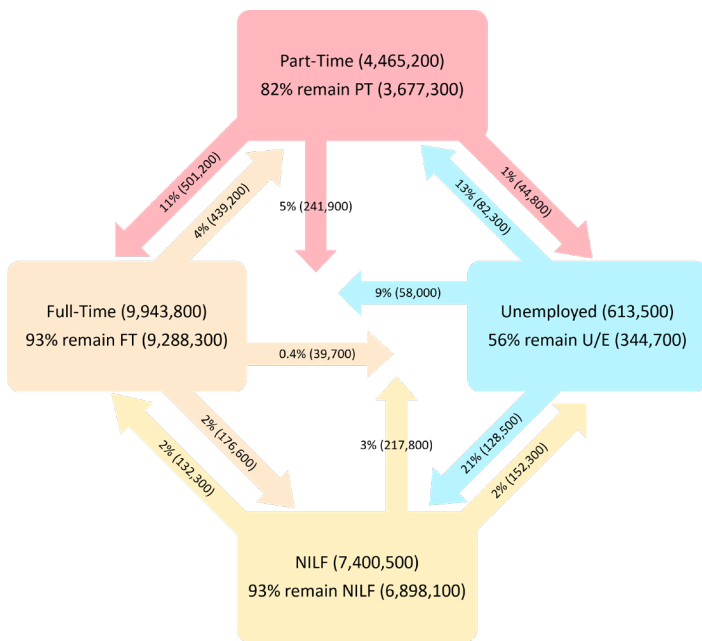 Part-Time (4,465,200)
82% remain PT (3,677,300)
11% (501,200)
4% (439,200)
5% (241,900)
13% (82,300)
1% (44,800)
9% (58,000)
Full-Time (9,943,800)
93% remain FT (9,288,300)
Unemployed (613,500)
56% remain U/E (344,700)
0.4% (39,700)
2% (176,600)
2% (132,300)
3% (217,800)
21% (128,500)
2% (152,300)
NILF (7,400,500)
93% remain NILF (6,898,100)